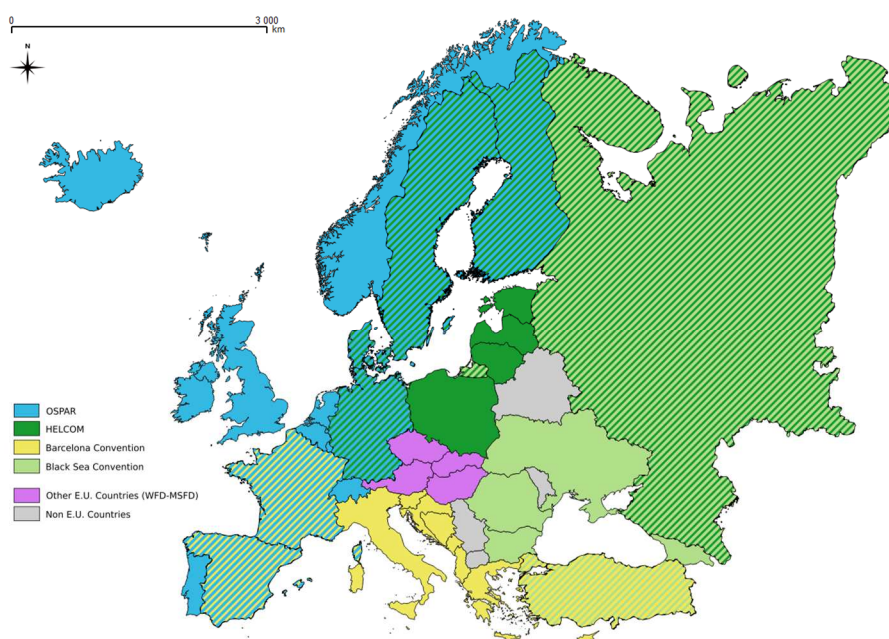 0 3 000
km
N
OSPAR
HELCOM
Barcelona Convention
Black Sea Convention
Other E.U. Countries (WFD-MSFD)
Non E.U. Countries